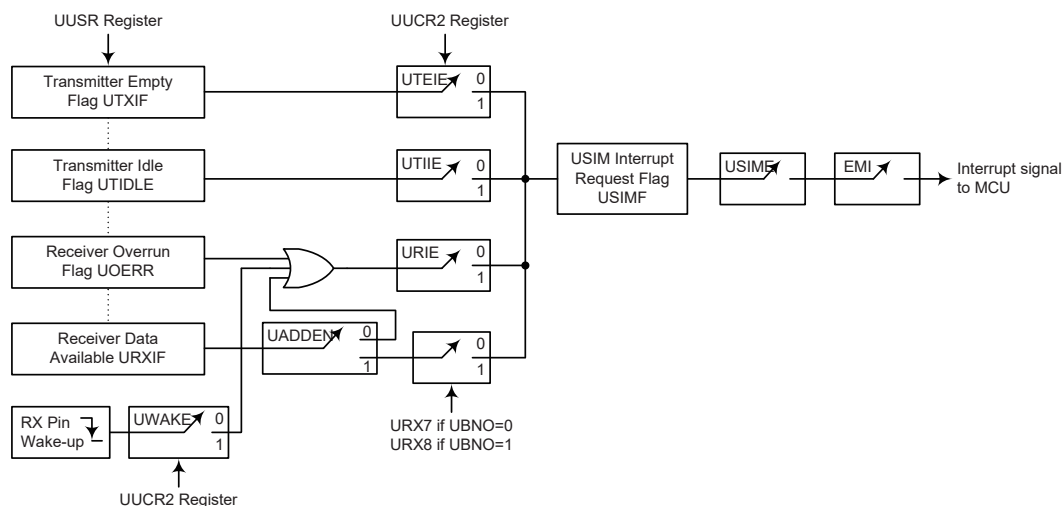 UUSR Register
UUCR2 Register
Transmitter Empty
Flag UTXIF
UTEIE
0
1
Transmitter Idle
Flag UTIDLE
UTIIE
0
1
USIM Interrupt
Request Flag
USIMF
USIME
EMI
Interrupt signal
to MCU
Receiver Overrun
Flag UOERR
URIE
0
1
Receiver Data
Available URXIF
UADDEN
0
1
0
1
RX Pin
Wake-up
UWAKE
0
1
URX7 if UBNO=0
URX8 if UBNO=1
UUCR2 Register